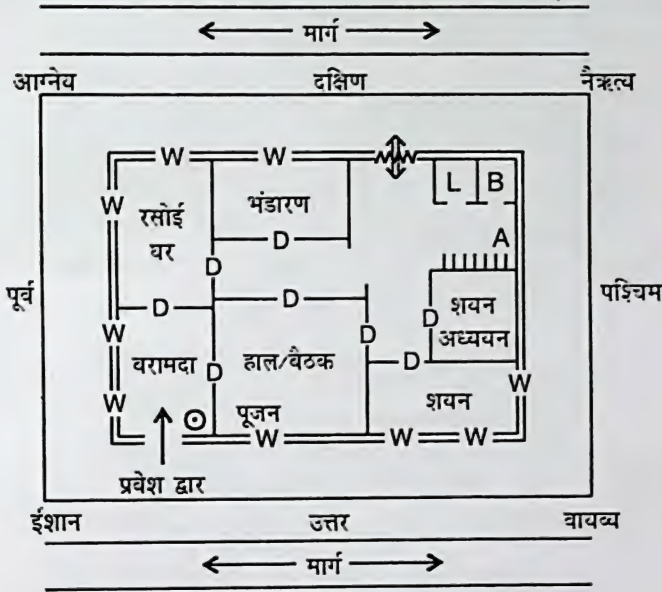 मार्ग
आग्नेय दक्षिण नैऋत्य
W W
L B
W रसोई भंडारण
घर
D A
D
पूर्व D D शयन पश्चिम
W D D अध्ययन
वरामदा D हाल/बैठक D
W पूजन शयन W
W W W
प्रवेश द्वार
ईशान उत्तर वायव्य
मार्ग